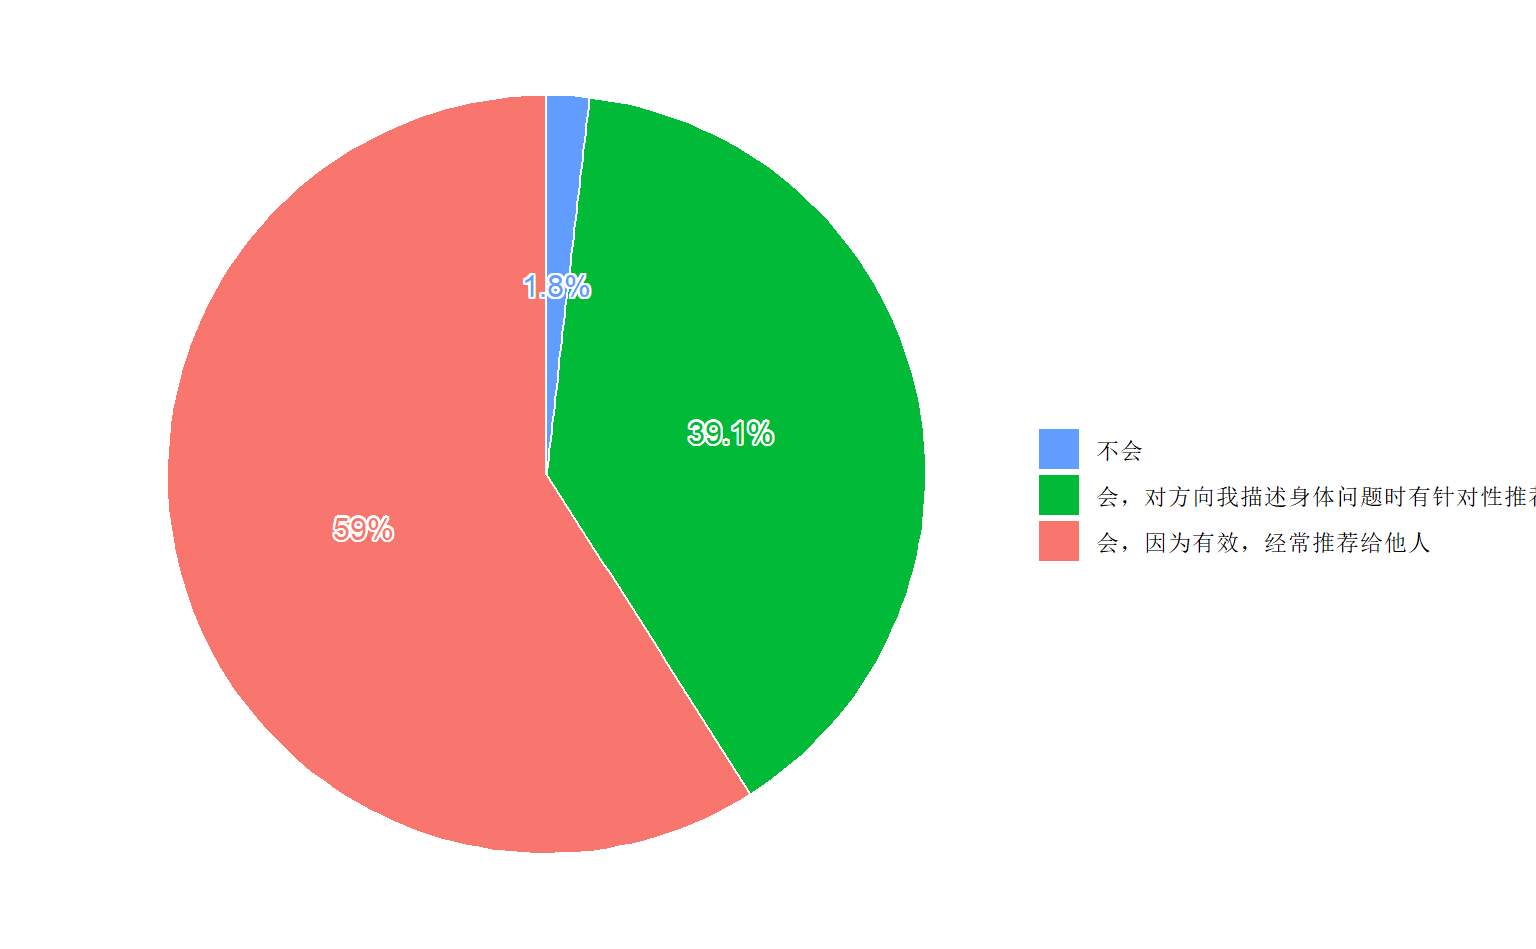 1.8%
39.1%
59%
不会
会，对方向我描述身体问题时有针对性推
会，因为有效，经常推荐给他人